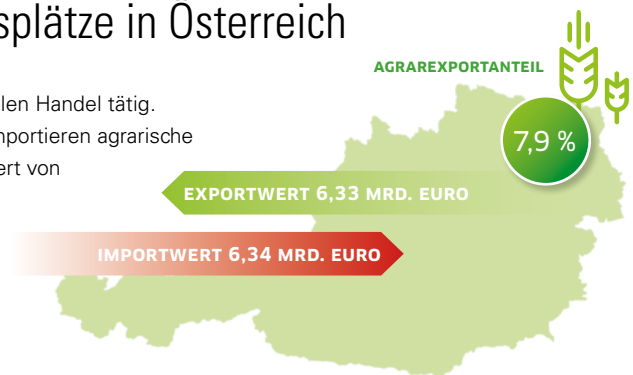 splätze in Österreich
AGRAREXPORTANTEIL
len Handel tätig.
mportieren agrarische
ert von
7,9 %
EXPORTWERT 6,33 MRD. EURO
IMPORTWERT 6,34 MRD. EURO